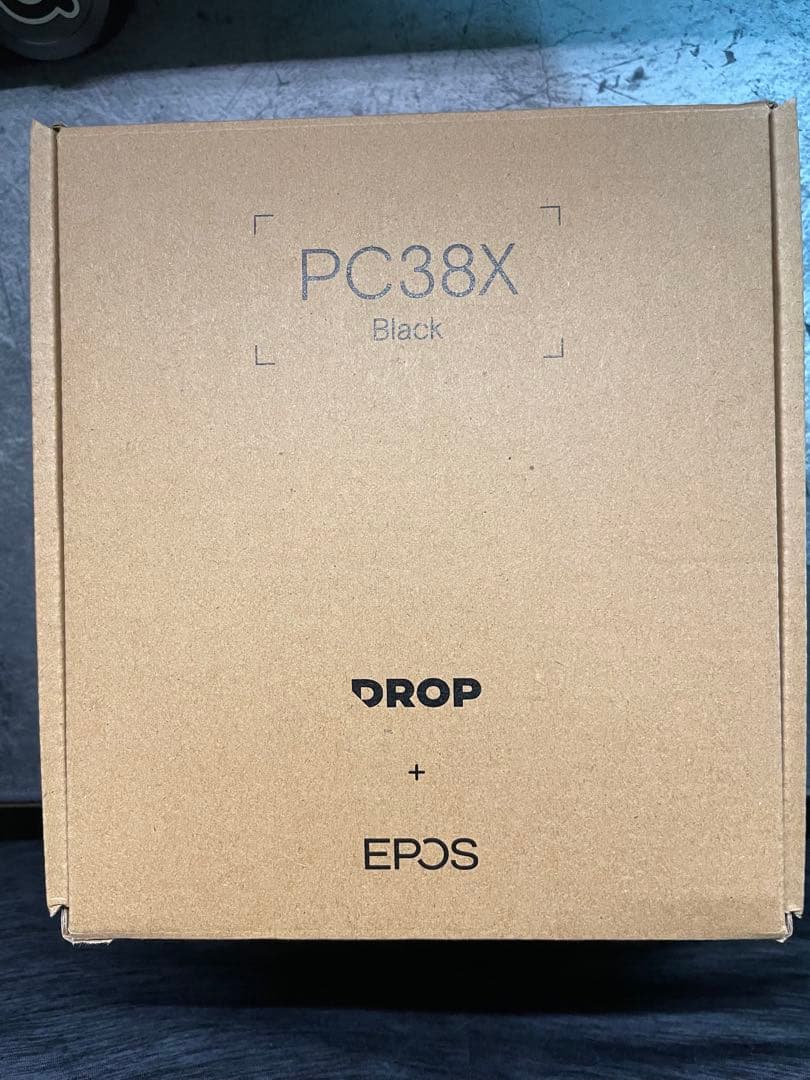 PC38X
Black
DROP
+
EPOS